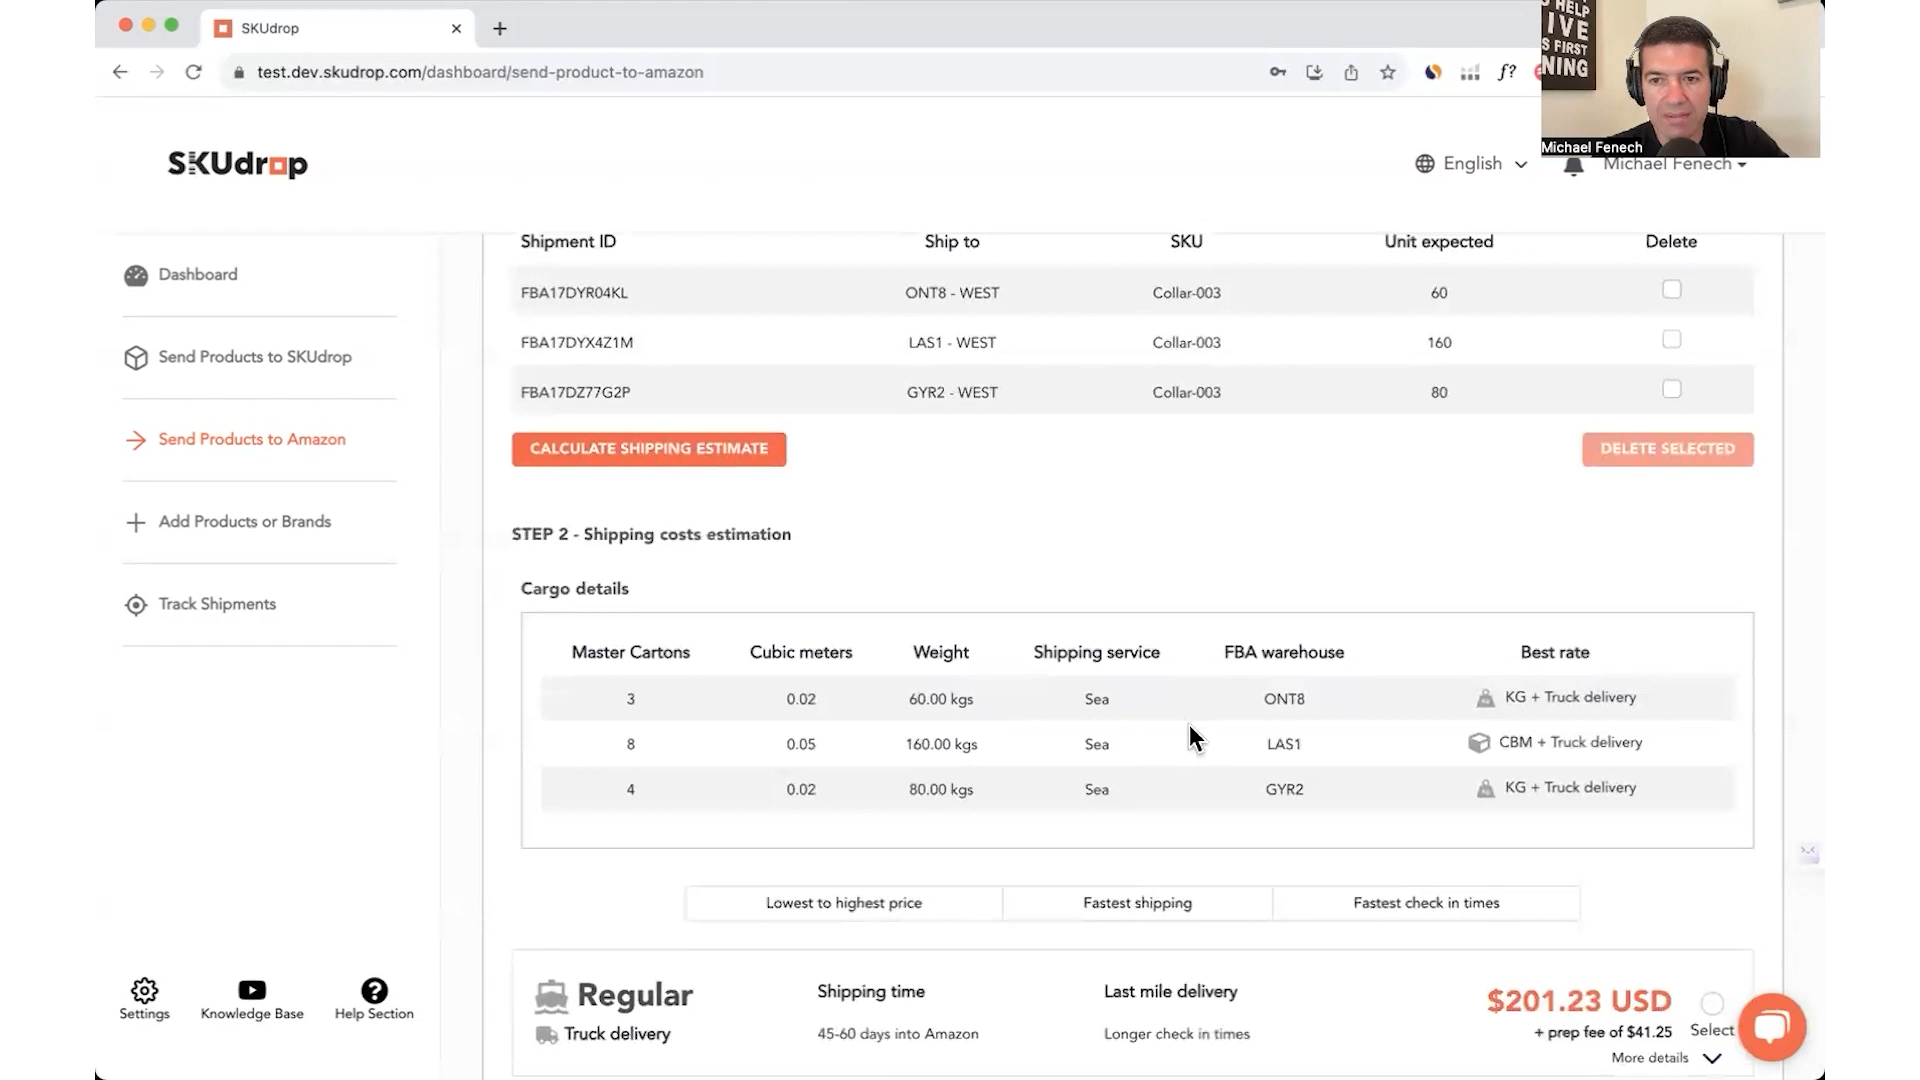 SKUdrop
test.dev.skudrop.com/dashboard/send-product-to-amazon
f?
HELP
IVE
S FIRST
NING
Michael Fenech
SKUdrop
English
Michael Fenech
Dashboard
Send Products to SKUdrop
Send Products to Amazon
Add Products or Brands
Track Shipments
Settings
Knowledge Base
Help Section
Shipment ID Ship to SKU Unit expected Delete
FBA17DYR04KL ONT8 - WEST Collar-003 60
FBA17DYX4Z1M LAS1 - WEST Collar-003 160
FBA17DZ77G2P GYR2 - WEST Collar-003 80
CALCULATE SHIPPING ESTIMATE DELETE SELECTED
STEP 2 - Shipping costs estimation
Cargo details
Master Cartons Cubic meters Weight Shipping service FBA warehouse Best rate
3 0.02 60.00 kgs Sea ONT8 KG + Truck delivery
8 0.05 160.00 kgs Sea LAS1 CBM + Truck delivery
4 0.02 80.00 kgs Sea GYR2 KG + Truck delivery
Lowest to highest price Fastest shipping Fastest check in times
Regular Shipping time Last mile delivery $201.23 USD
Truck delivery 45-60 days into Amazon Longer check in times + prep fee of $41.25 Select
More details